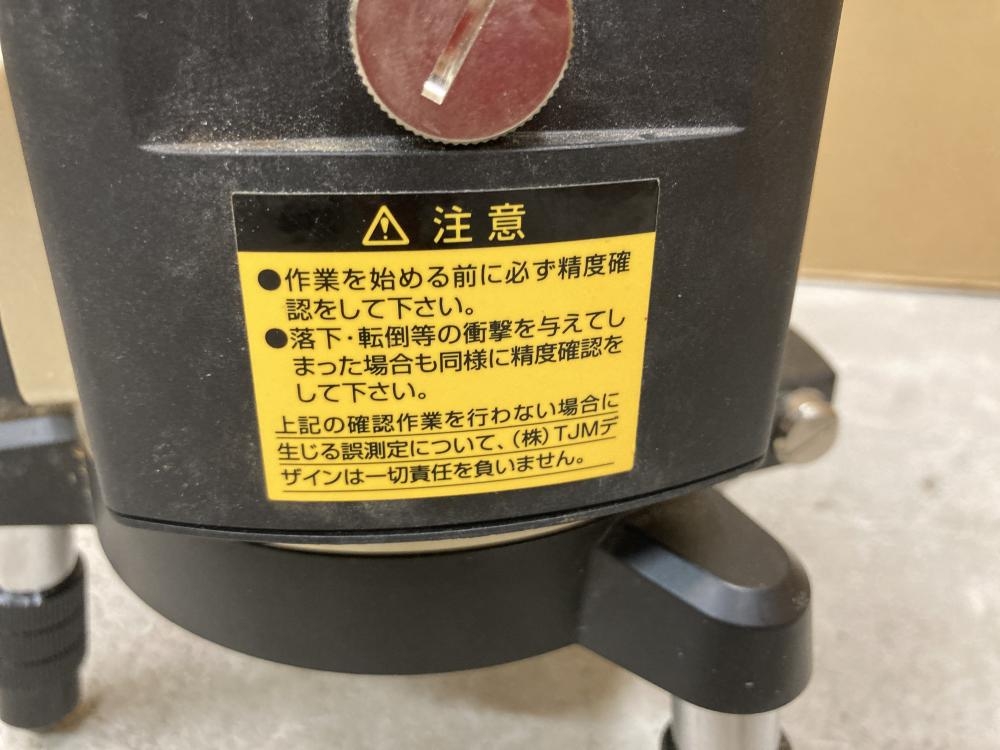 注意
●作業を始める前に必ず精度確
認をして下さい。
●落下・転倒等の衝撃を与えてし
まった場合も同様に精度確認を
して下さい。
上記の確認作業を行わない場合に
生じる誤測定について、(株)TJMデ
ザインは一切責任を負いません。